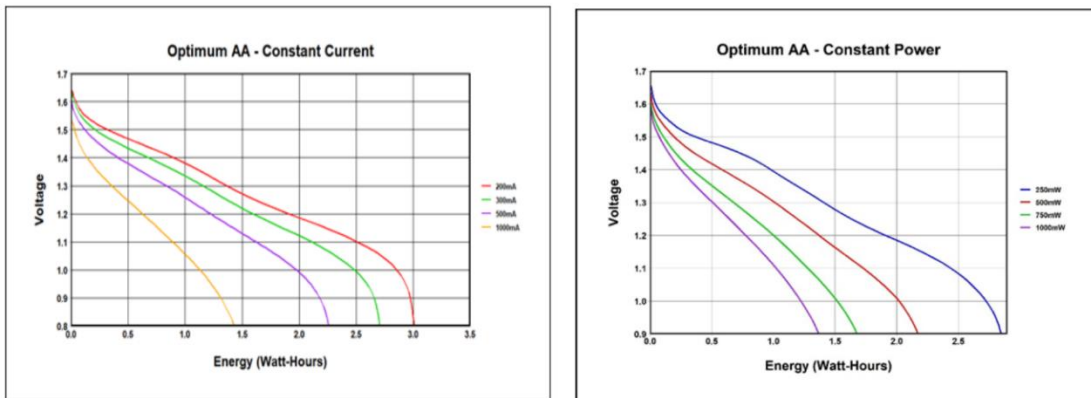 Optimum AA - Constant Current
1.7
1.6
1.5
1.4
1.3
1.2
1.1
1.0
0.9
0.8
Voltage
0.0 0.5 1.0 1.5 2.0 2.5 3.0 3.5
Energy (Watt-Hours)
200mA
300mA
500mA
1000mA
Optimum AA - Constant Power
1.7
1.6
1.5
1.4
1.3
1.2
1.1
1.0
0.9
Voltage
0.0 0.5 1.0 1.5 2.0 2.5
Energy (Watt-Hours)
250mW
500mW
750mW
1000mW